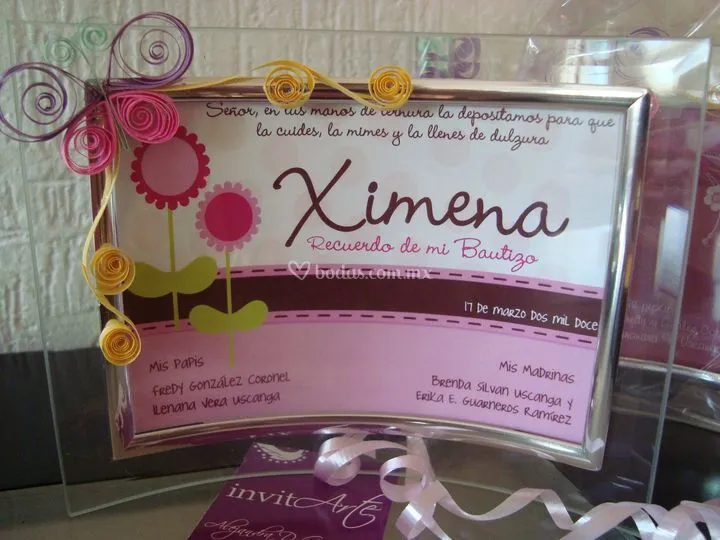 Señor, en tus manos de ternura la depositamos para que
la cuides, la mimes y la llenes de dulzura
Ximena
Recuerdo de mi Bautizo
bodas.com.mx
17 de marzo dos mil doce
Mis Papis
Fredy González Coronel
Ilenana Vera Uscanga
Mis Madrinas
Brenda Silvan Uscanga y
Erika E. Guarneros Ramírez
invitArte
Alejandra